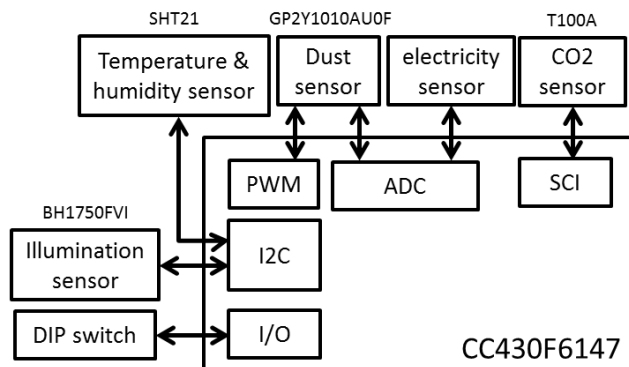 SHT21
GP2Y1010AU0F
T100A
Temperature &
humidity sensor
Dust
sensor
electricity
sensor
CO2
sensor
PWM
ADC
SCI
BH1750FVI
Illumination
sensor
I2C
DIP switch
I/O
CC430F6147